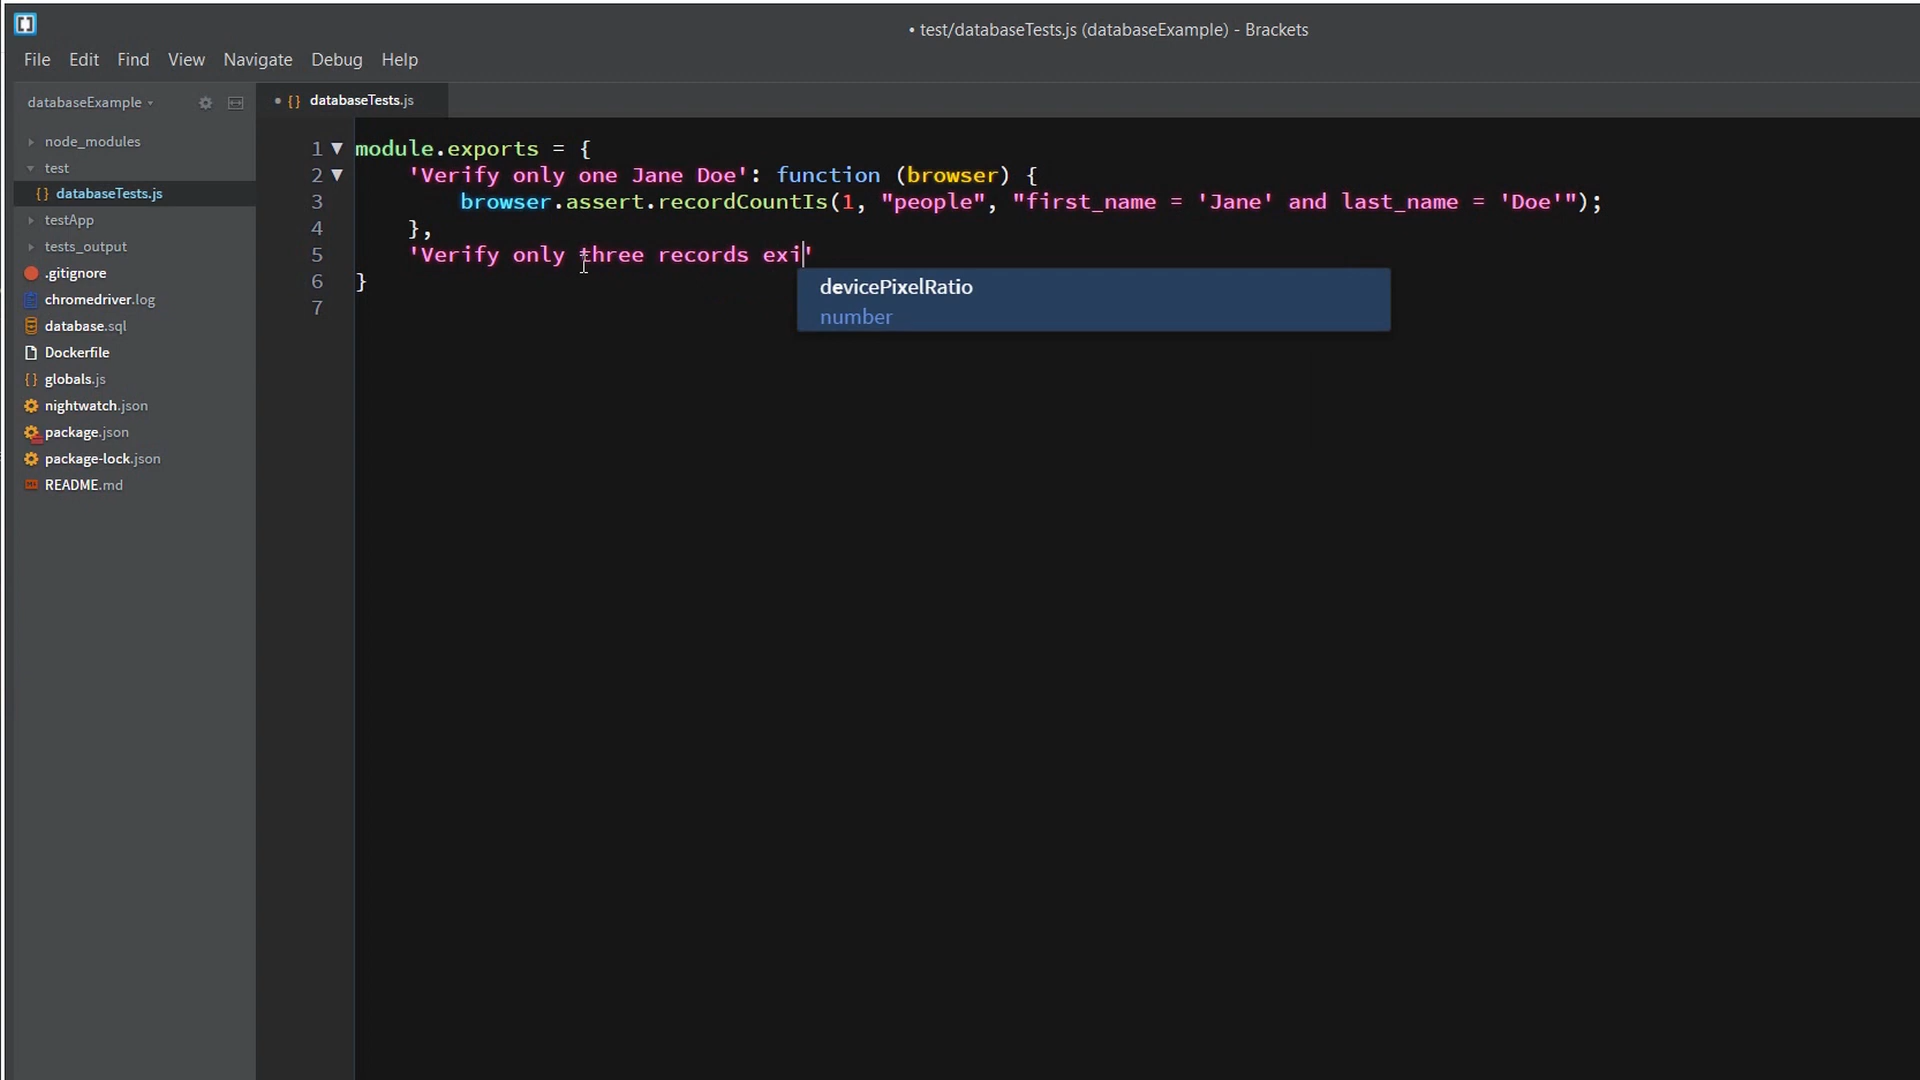 • test/databaseTests.js (databaseExample) - Brackets
File Edit Find View Navigate Debug Help
databaseExample
databaseTests.js
node_modules
test
databaseTests.js
testApp
tests_output
.gitignore
chromedriver.log
database.sql
Dockerfile
globals.js
nightwatch.json
package.json
package-lock.json
README.md
1 module.exports = {
2 'Verify only one Jane Doe': function (browser) {
3 browser.assert.recordCountIs(1, "people", "first_name = 'Jane' and last_name = 'Doe'");
4 },
5 'Verify only three records exi'
6 }
7
devicePixelRatio
number